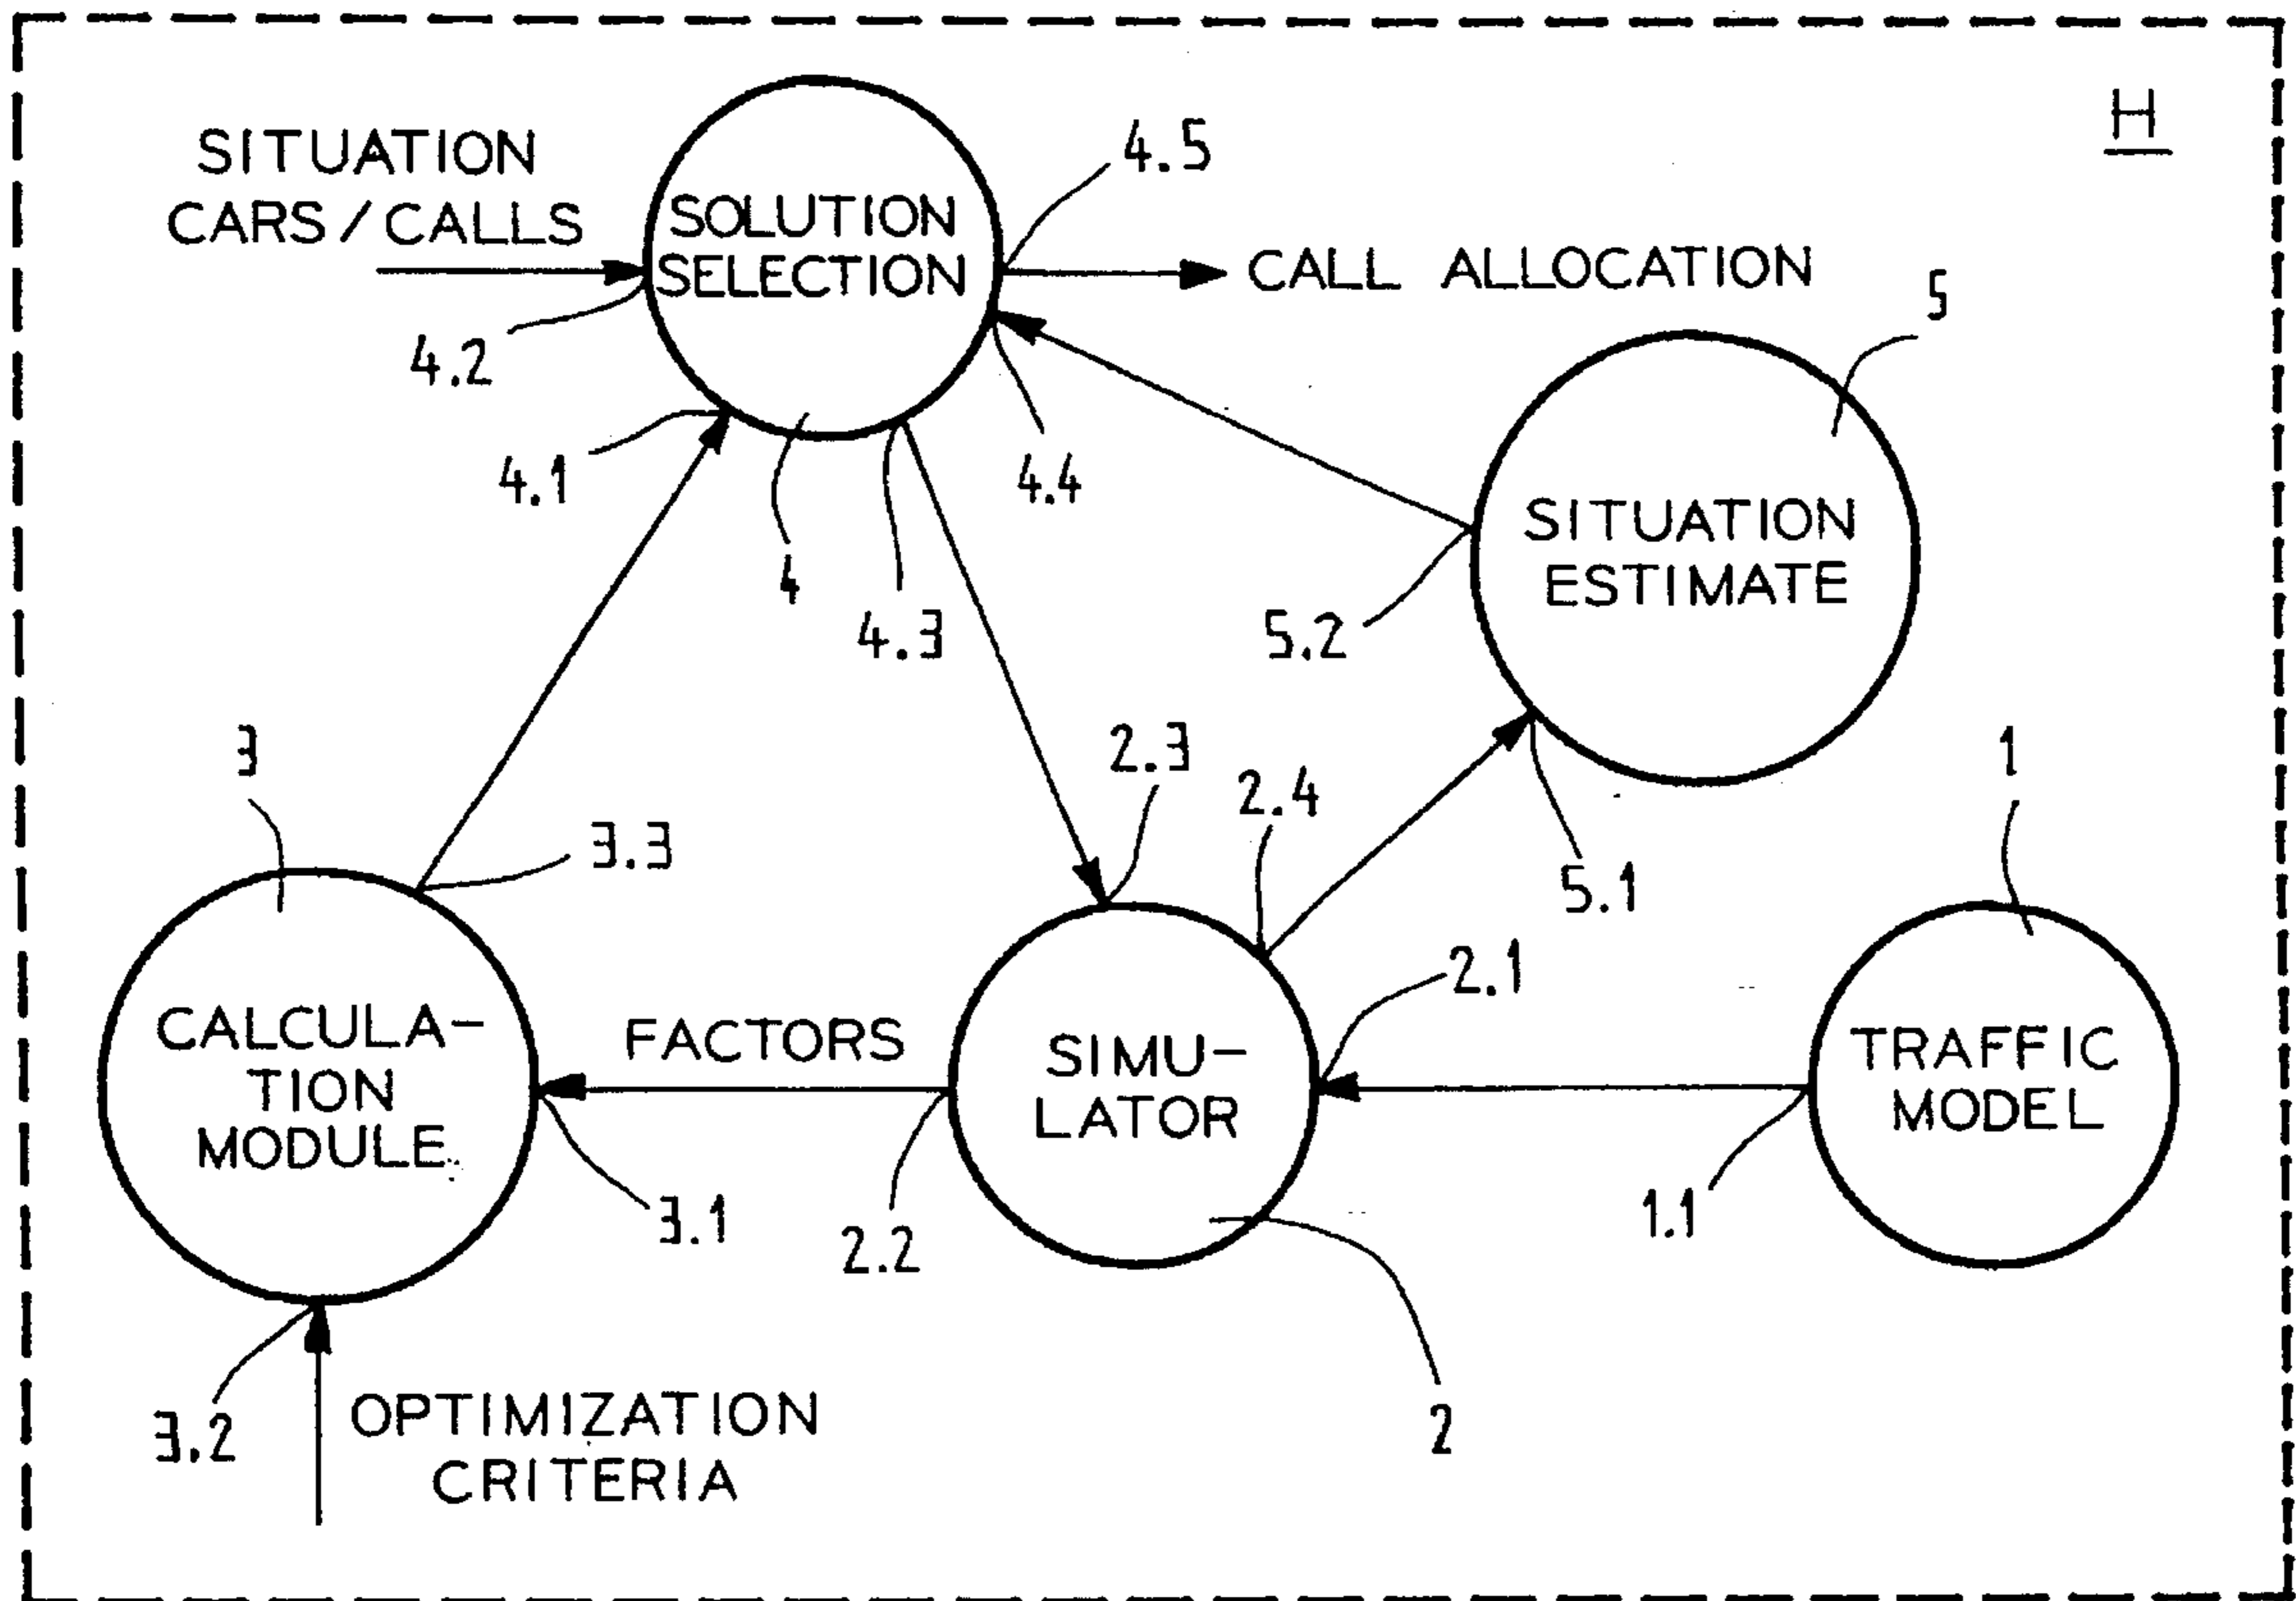 H
SITUATION
CARS/CALLS
SOLUTION
SELECTION
4.5
CALL ALLOCATION
4.2
4.1
4
4.3
4.4
5
SITUATION
ESTIMATE
5.2
5.1
3
3.3
2.3
2.4
2.1
1
CALCULA-
TION
MODULE
FACTORS
SIMU-
LATOR
TRAFFIC
MODEL
3.1
2.2
1.1
3.2
OPTIMIZATION
CRITERIA
2